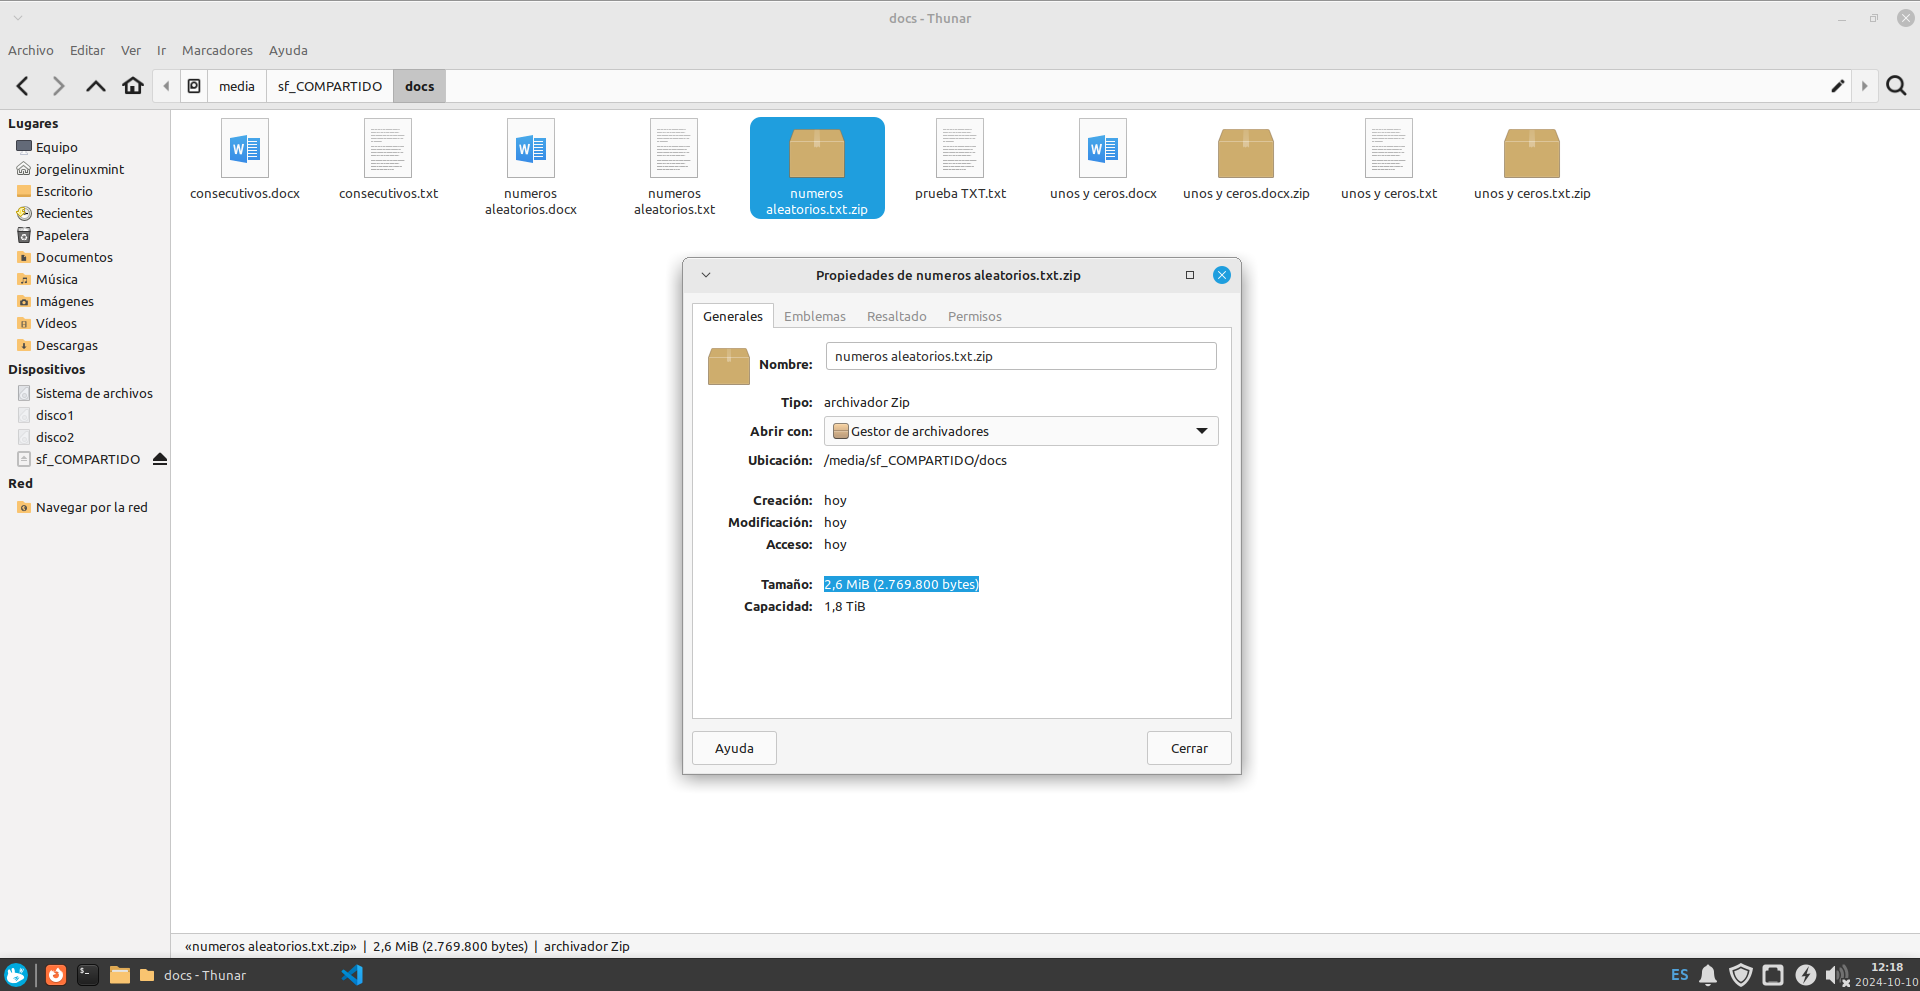 docs - Thunar
Archivo Editar Ver Ir Marcadores Ayuda
media sf_COMPARTIDO docs
Lugares
Equipo
jorgelinuxmint
Escritorio
Recientes
Papelera
Documentos
Música
Imágenes
Vídeos
Descargas
Dispositivos
Sistema de archivos
disco1
disco2
sf_COMPARTIDO
Red
Navegar por la red
consecutivos.docx
consecutivos.txt
numeros
aleatorios.docx
numeros
aleatorios.txt
numeros
aleatorios.txt.zip
prueba TXT.txt
unos y ceros.docx
unos y ceros.docx.zip
unos y ceros.txt
unos y ceros.txt.zip
Propiedades de numeros aleatorios.txt.zip
Generales Emblemas Resaltado Permisos
Nombre: numeros aleatorios.txt.zip
Tipo: archivador Zip
Abrir con: Gestor de archivadores
Ubicación: /media/sf_COMPARTIDO/docs
Creación: hoy
Modificación: hoy
Acceso: hoy
Tamaño: 2,6 MiB (2.769.800 bytes)
Capacidad: 1,8 TiB
Ayuda Cerrar
«numeros aleatorios.txt.zip» | 2,6 MiB (2.769.800 bytes) | archivador Zip
docs - Thunar
ES
12:18
2024-10-10